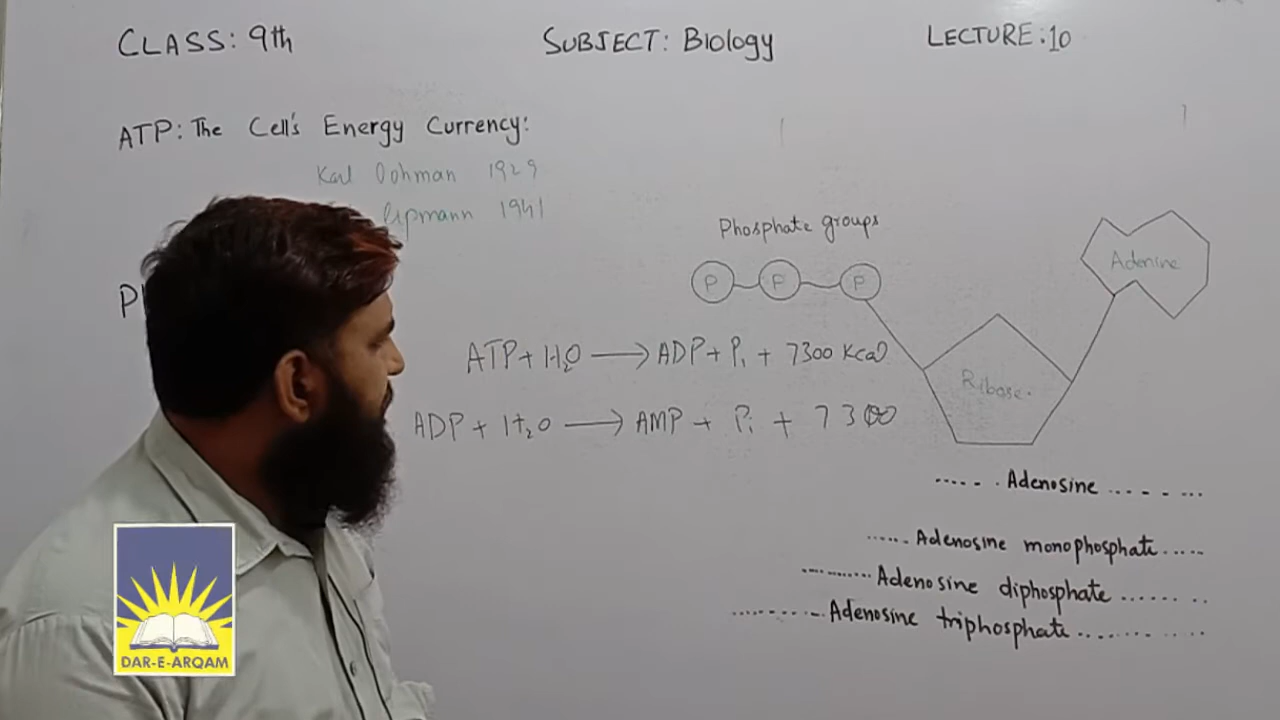 CLASS: 9th
SUBJECT: Biology
LECTURE: 10
ATP: The Cell's Energy Currency:
Karl Lohman 1929
Lipmann 1941
Phosphate groups
P P P
Adenine
Ribose.
ATP + H₂O → ADP + Pi + 7300 Kcal
ADP + H₂O → AMP + Pi + 7300
...... Adenosine .......
...... Adenosine monophosphate.....
.......... Adenosine diphosphate ........
.......... Adenosine triphosphate.............
DAR-E-ARQAM